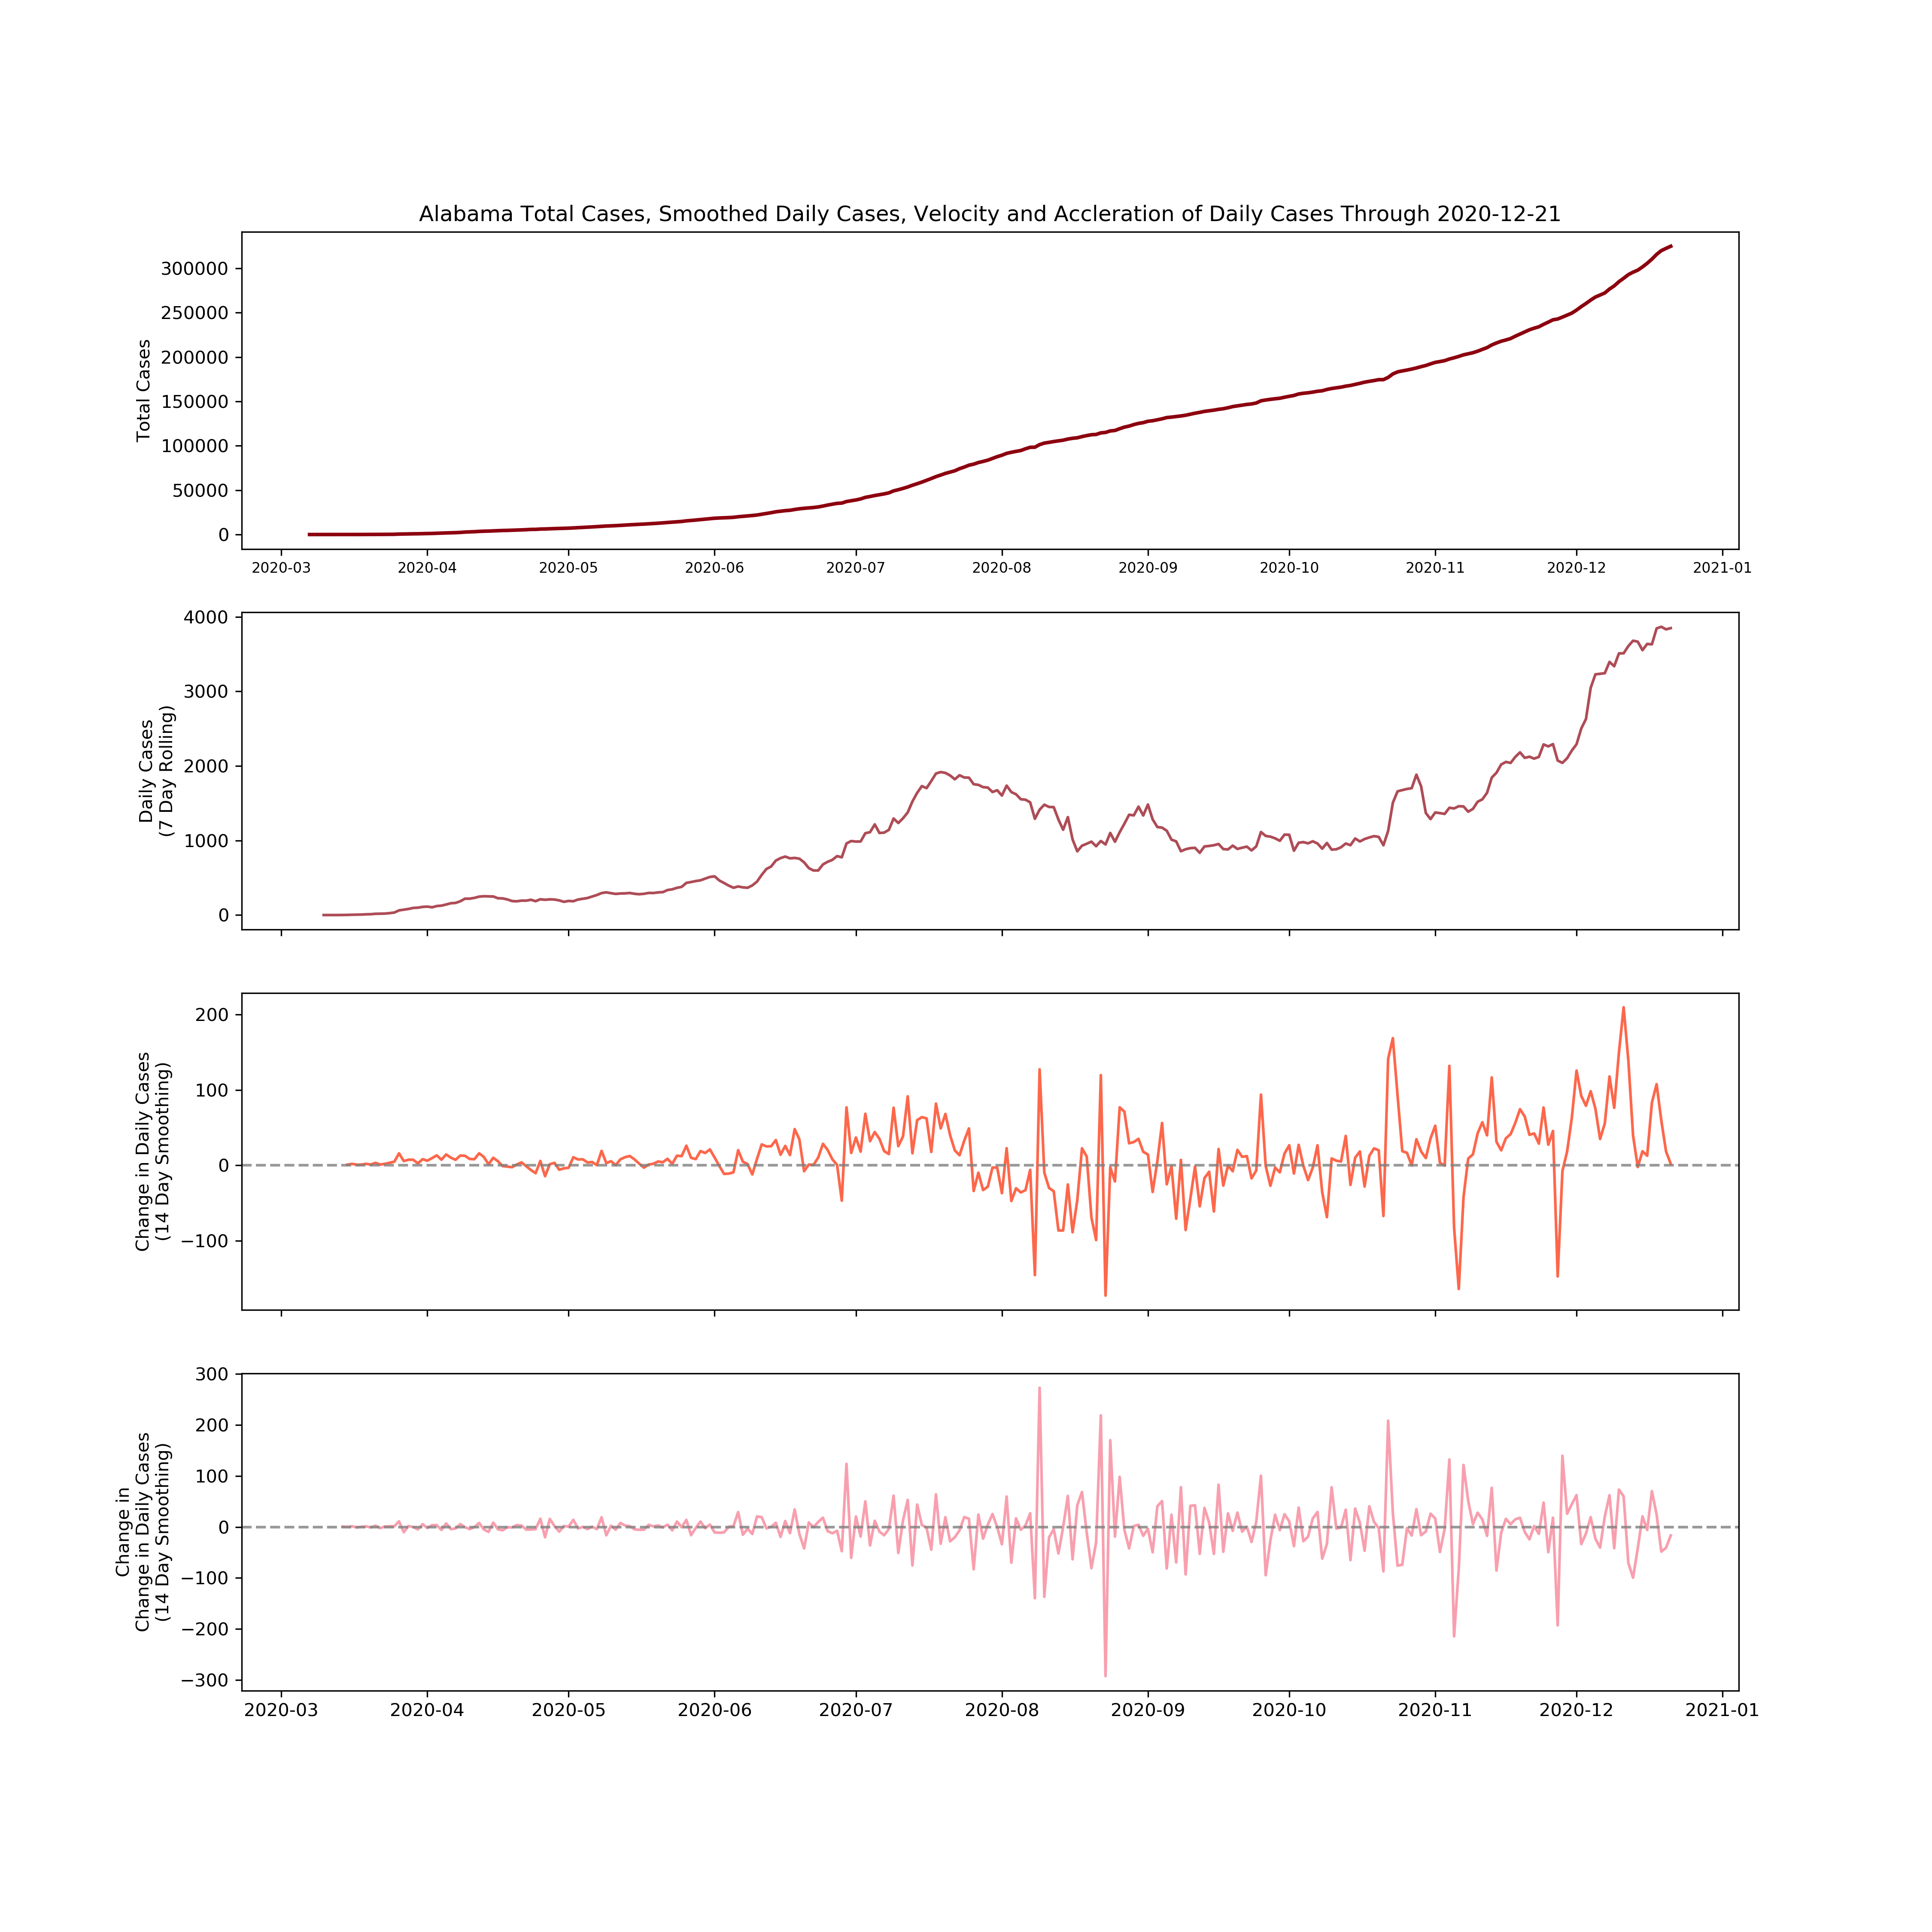 Alabama Total Cases, Smoothed Daily Cases, Velocity and Accleration of Daily Cases Through 2020-12-21
Total Cases
300000
250000
200000
150000
100000
50000
0
2020-03 2020-04 2020-05 2020-06 2020-07 2020-08 2020-09 2020-10 2020-11 2020-12 2021-01
Daily Cases
(7 Day Rolling)
4000
3000
2000
1000
0
Change in Daily Cases
(14 Day Smoothing)
200
100
0
−100
Change in
Change in Daily Cases
(14 Day Smoothing)
300
200
100
0
−100
−200
−300
2020-03 2020-04 2020-05 2020-06 2020-07 2020-08 2020-09 2020-10 2020-11 2020-12 2021-01